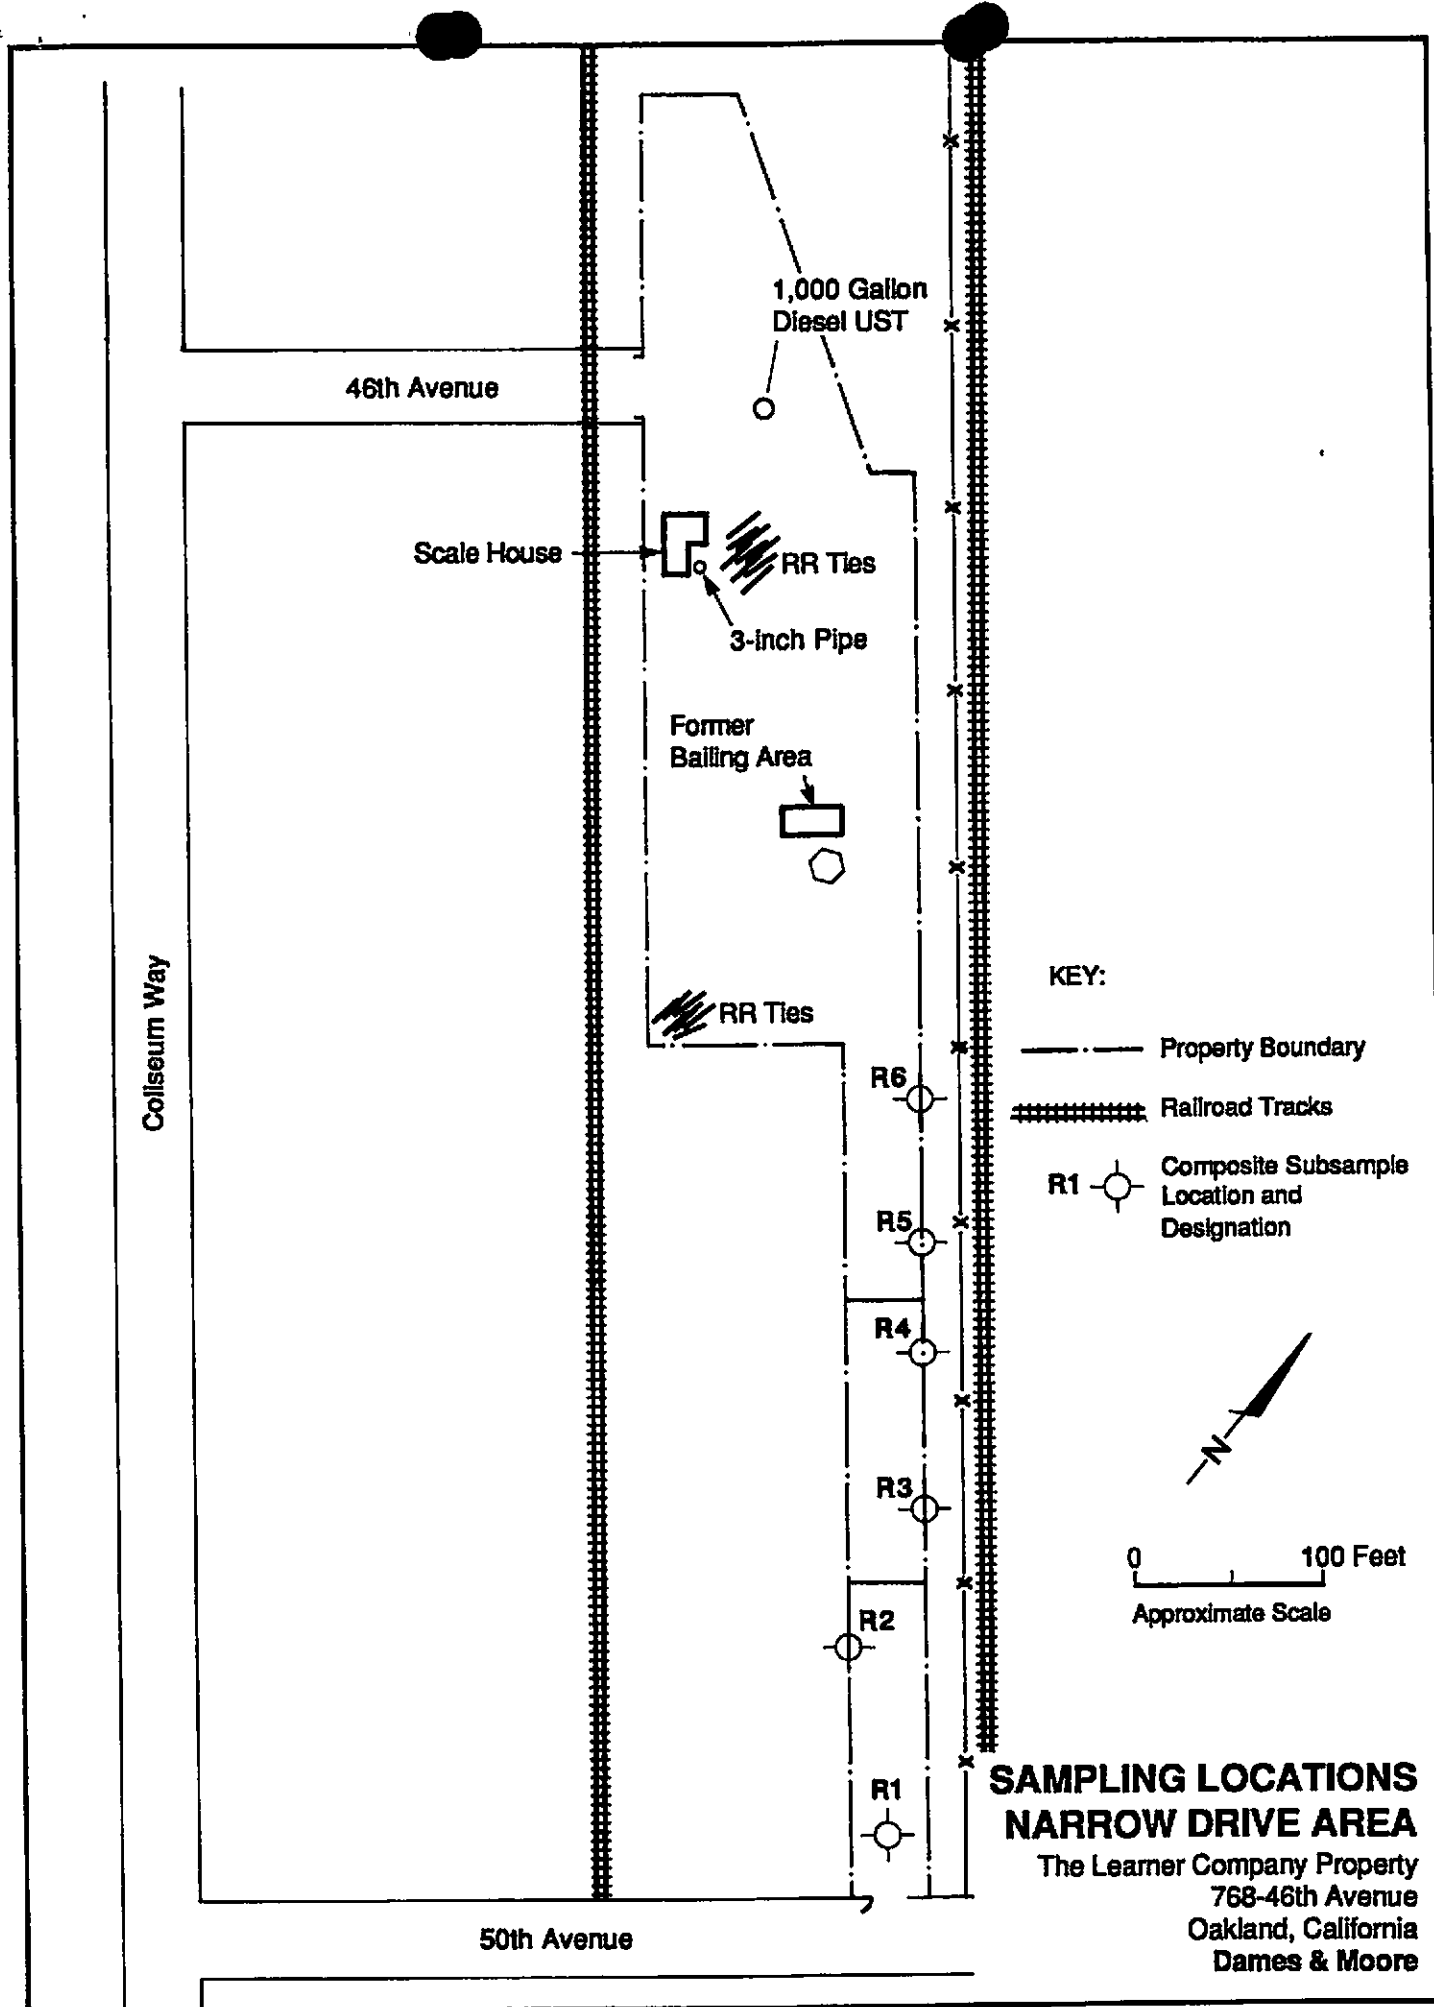 1,000 Gallon
Diesel UST
46th Avenue
Scale House
RR Ties
3-inch Pipe
Former
Bailing Area
Coliseum Way
RR Ties
KEY:
Property Boundary
Railroad Tracks
R1
Composite Subsample
Location and
Designation
R6
R5
R4
R3
R2
R1
N
0 100 Feet
Approximate Scale
SAMPLING LOCATIONS
NARROW DRIVE AREA
The Learner Company Property
768-46th Avenue
Oakland, California
Dames & Moore
50th Avenue